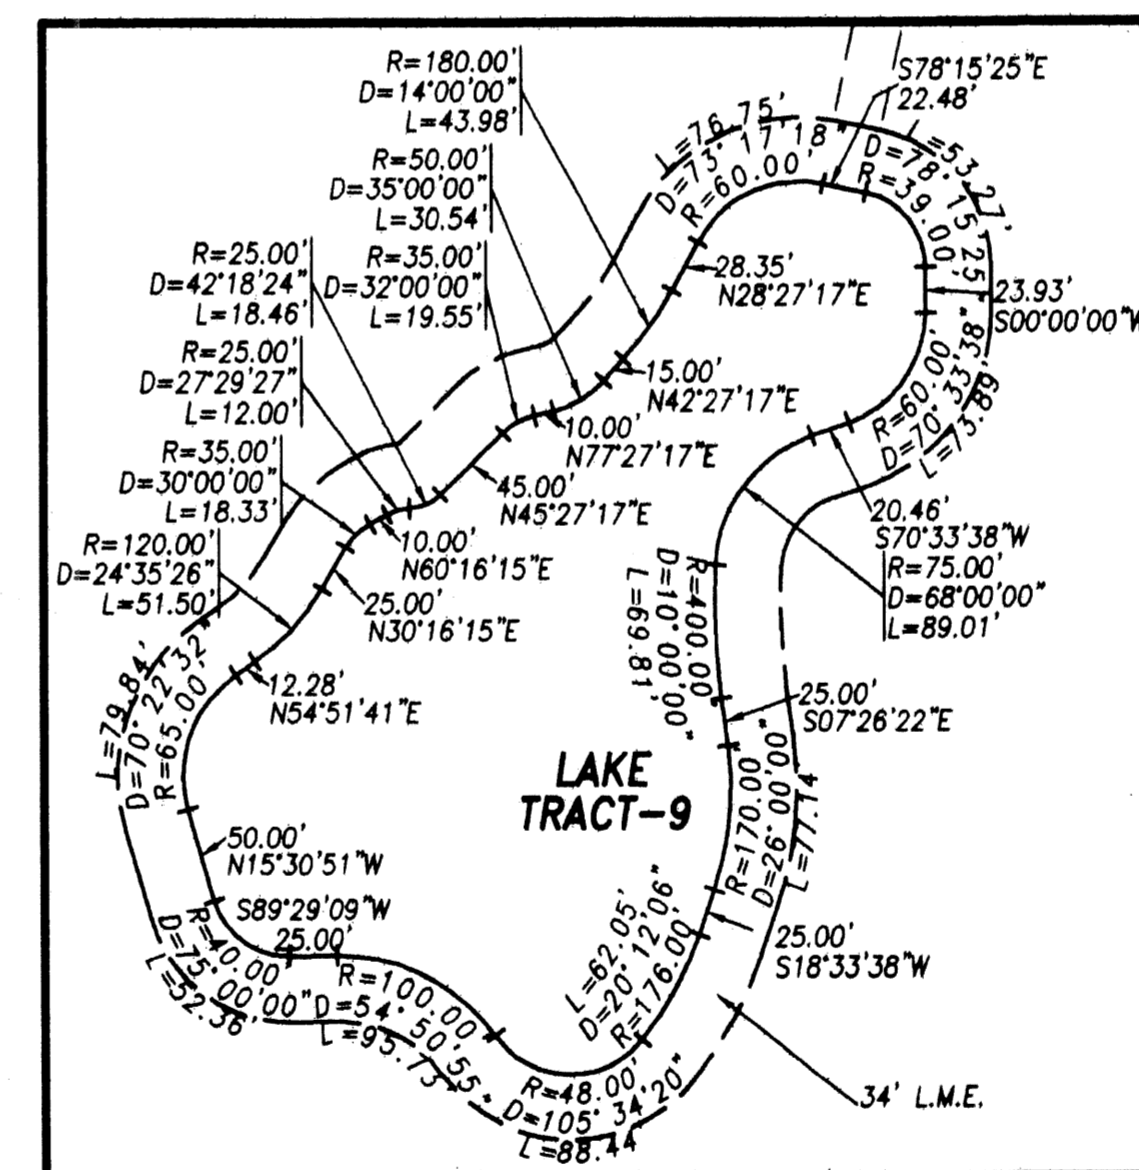 R=180.00'
D=14°00'00"
L=43.98'
R=50.00'
D=35°00'00"
L=30.54'
R=35.00'
D=32°00'00"
L=19.55'
R=25.00'
D=42°18'24"
L=18.46'
R=25.00'
D=27°29'27"
L=12.00'
R=35.00'
D=30°00'00"
L=18.33'
R=120.00'
D=24°35'26"
L=51.50'
L=76.75'
D=73°17'18"
R=60.00'
S78°15'25"E
22.48'
=53.27'
D=78°15'25"
R=39.00'
28.35'
N28°27'17"E
23.93'
S00°00'00"W
15.00'
N42°27'17"E
R=60.00'
D=70°33'38"
L=73.89'
10.00'
N77°27'17"E
45.00'
N45°27'17"E
20.46'
S70°33'38"W
10.00'
N60°16'15"E
R=75.00'
D=68°00'00"
L=89.01'
25.00'
N30°16'15"E
R=400.00'
D=10°00'00"
L=69.81'
12.28'
N54°51'41"E
25.00'
S07°26'22"E
L=79.84'
D=70°22'32"
R=65.00'
LAKE
TRACT-9
R=170.00
D=26°00'00"
L=77.14
50.00'
N15°30'51"W
S89°29'09"W
25.00'
25.00'
S18°33'38"W
R=40.00'
D=75°00'00"
L=52.36'
R=100.00'
D=54°50'55"
L=95.73'
L=62.05'
D=20°12'09"
R=176.00'
R=48.00'
D=105°34'20"
L=88.44'
34' L.M.E.